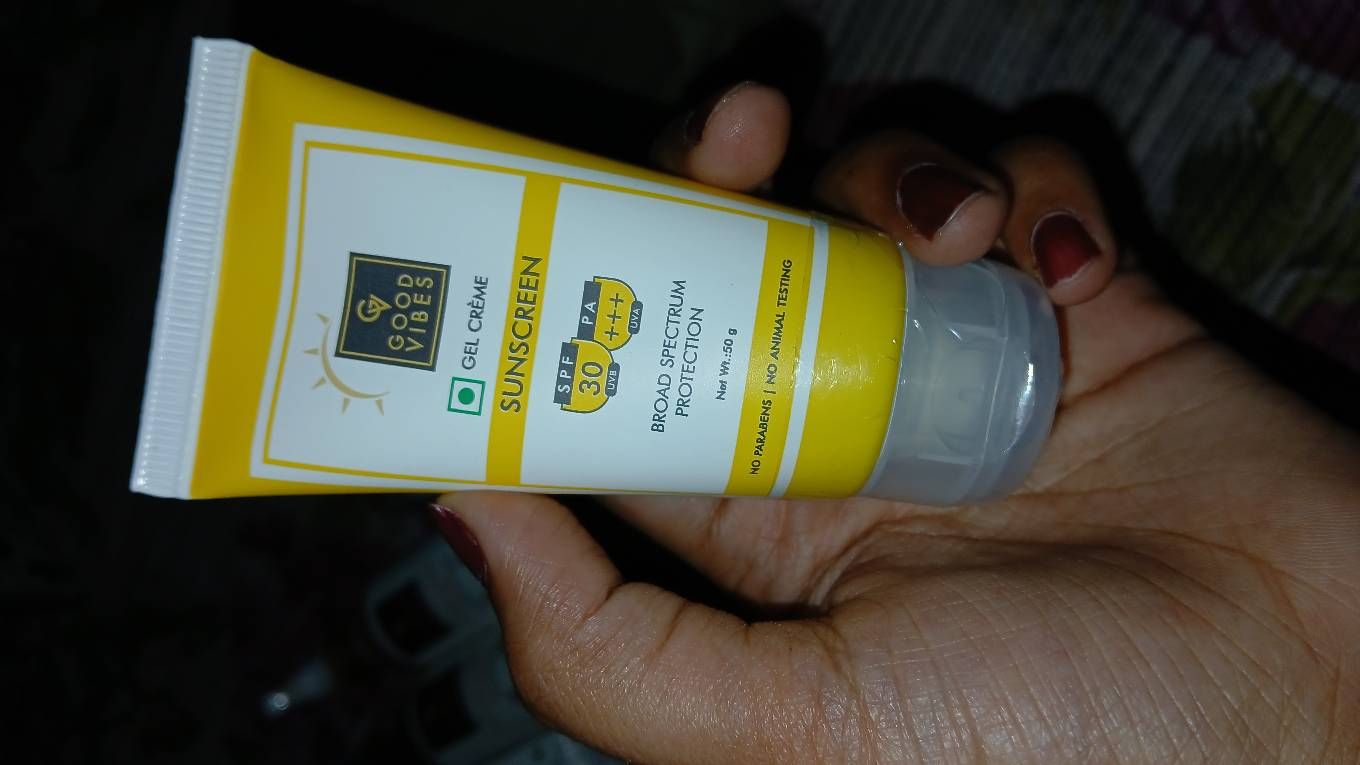 GV
GOOD
VIBES
GEL CRÈME
SUNSCREEN
SPF
30
UVB
PA
+++
UVA
BROAD SPECTRUM
PROTECTION
Net Wt.:50 g
NO PARABENS | NO ANIMAL TESTING